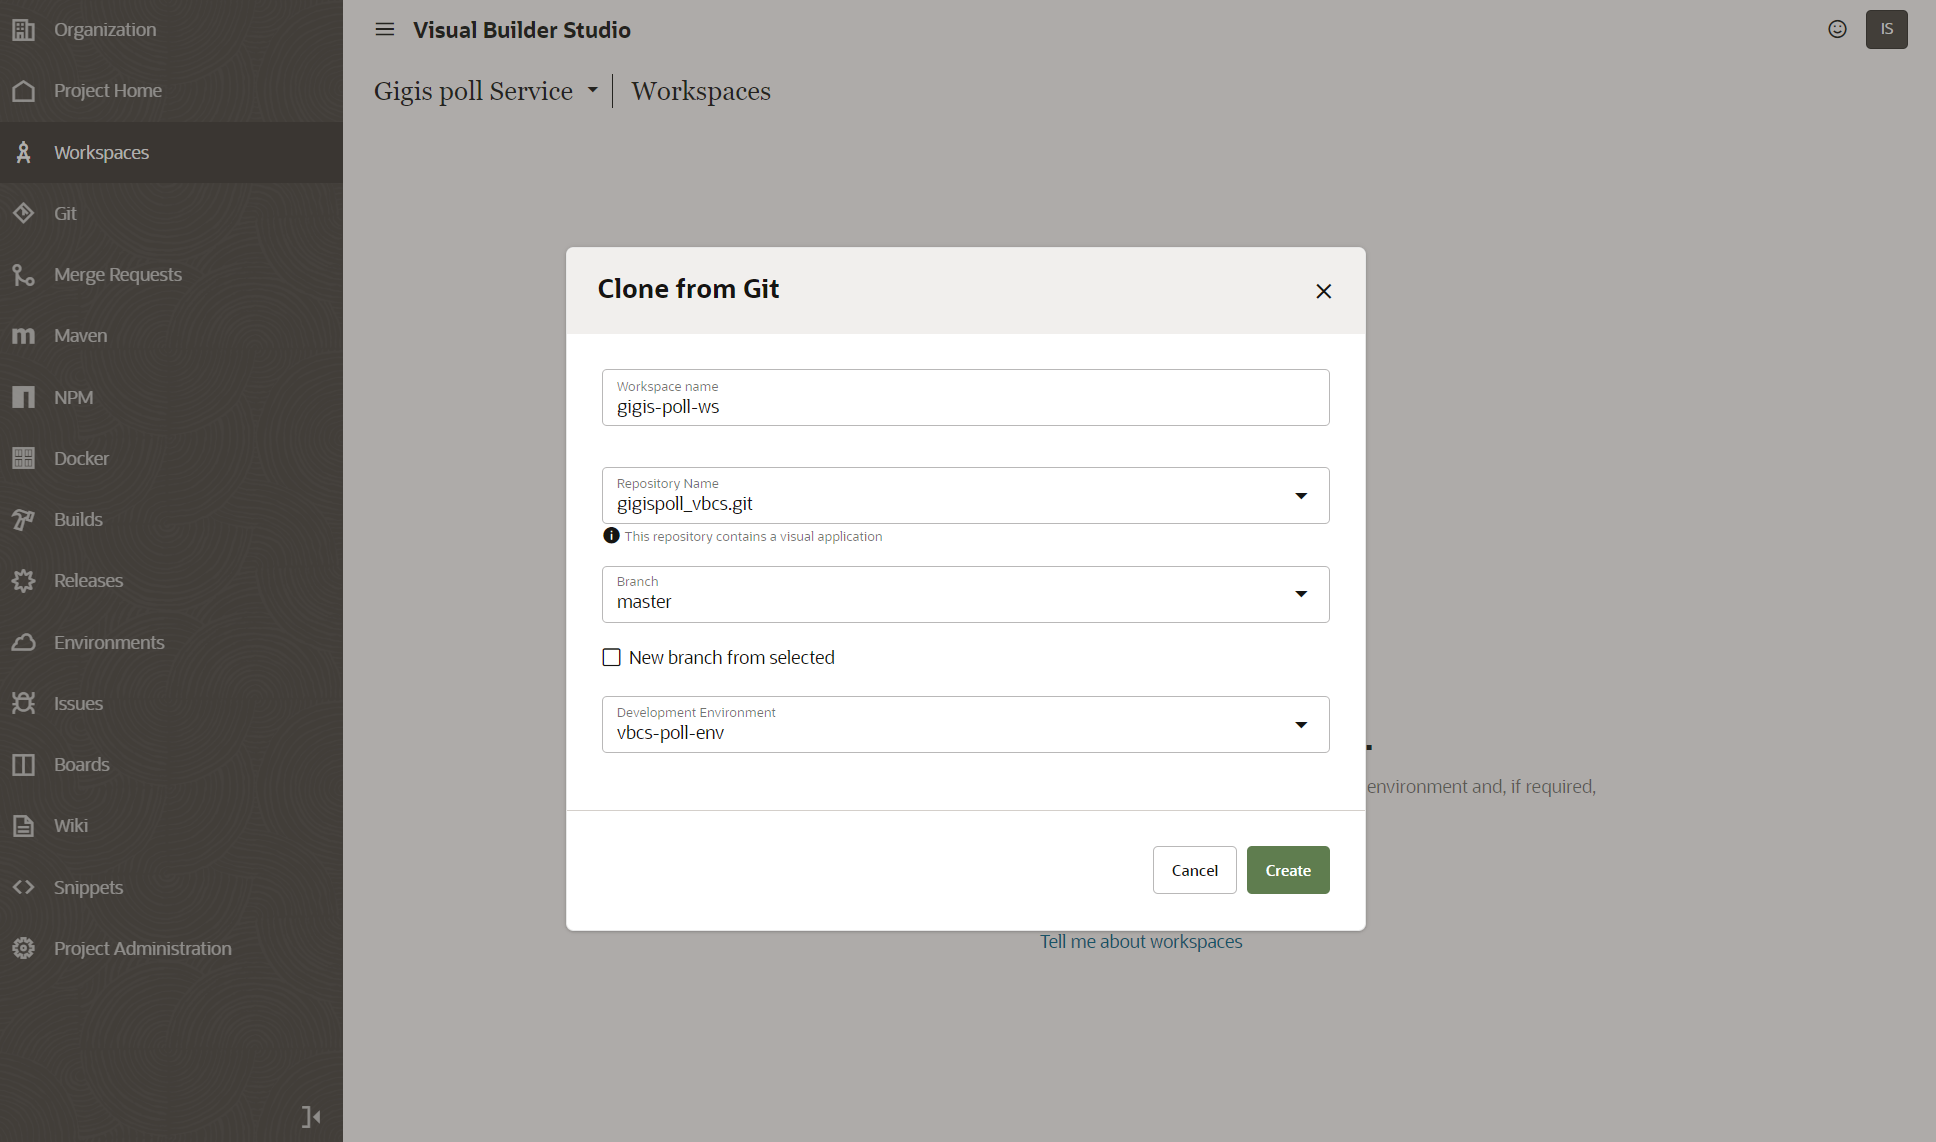 Organization
Project Home
Workspaces
Git
Merge Requests
Maven
NPM
Docker
Builds
Releases
Environments
Issues
Boards
Wiki
Snippets
Project Administration
Visual Builder Studio
IS
Gigis poll Service
Workspaces
Clone from Git
Workspace name
gigis-poll-ws
Repository Name
gigispoll_vbcs.git
This repository contains a visual application
Branch
master
New branch from selected
Development Environment
vbcs-poll-env
.
environment and, if required,
Cancel
Create
Tell me about workspaces